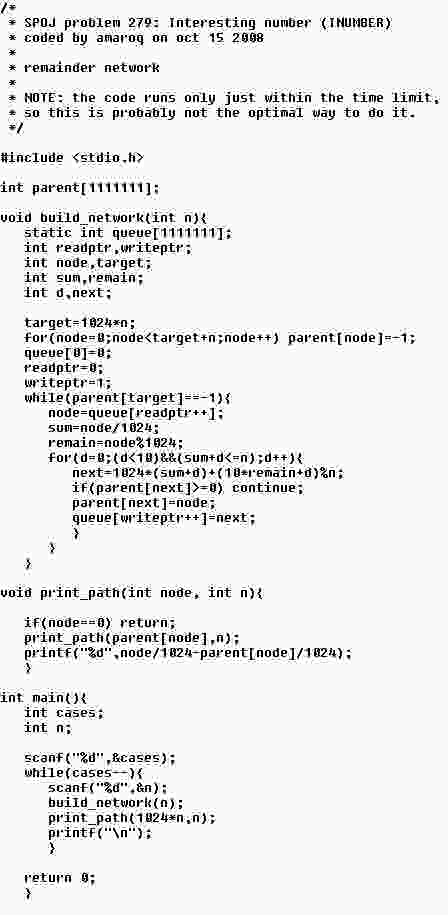 /*
 * SPOJ problem 279: Interesting number (INUMBER)
 * coded by amaroq on oct 15 2008
 *
 * remainder network
 *
 * NOTE: the code runs only just within the time limit,
 * so this is probably not the optimal way to do it.
 */

#include <stdio.h>

int parent[1111111];

void build_network(int n){
   static int queue[1111111];
   int readptr,writeptr;
   int node,target;
   int sum,remain;
   int d,next;

   target=1024*n;
   for(node=0;node<target+n;node++) parent[node]=-1;
   queue[0]=0;
   readptr=0;
   writeptr=1;
   while(parent[target]==-1){
      node=queue[readptr++];
      sum=node/1024;
      remain=node%1024;
      for(d=0;(d<10)&&(sum+d<=n);d++){
         next=1024*(sum+d)+(10*remain+d)%n;
         if(parent[next]>=0) continue;
         parent[next]=node;
         queue[writeptr++]=next;
         }
      }
   }

void print_path(int node, int n){

   if(node==0) return;
   print_path(parent[node],n);
   printf("%d",node/1024-parent[node]/1024);
   }

int main(){
   int cases;
   int n;

   scanf("%d",&cases);
   while(cases--){
      scanf("%d",&n);
      build_network(n);
      print_path(1024*n,n);
      printf("\n");
      }

   return 0;
   }